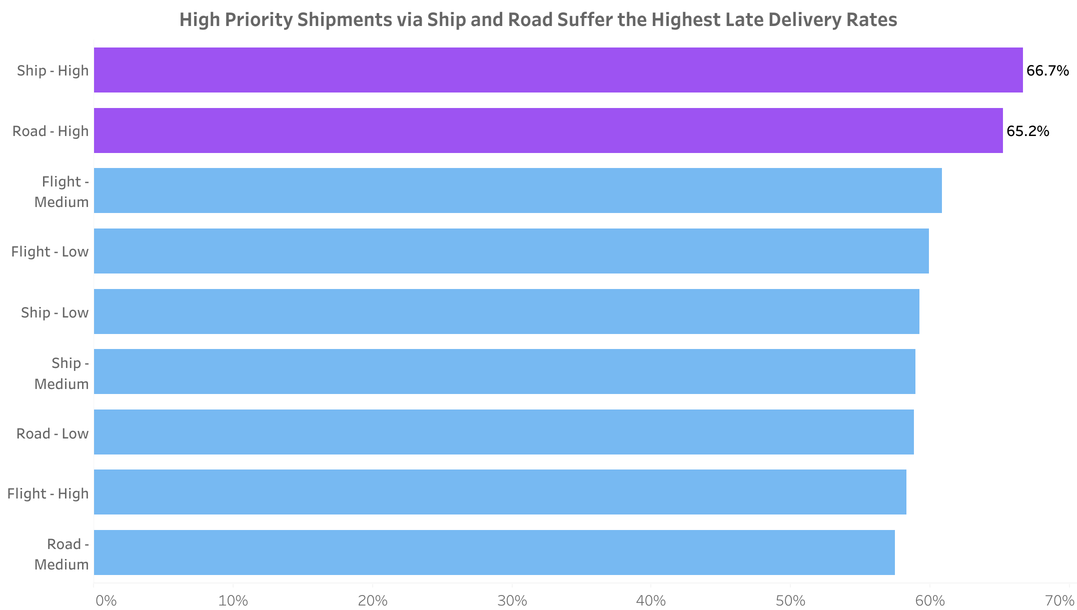 High Priority Shipments via Ship and Road Suffer the Highest Late Delivery Rates
Ship - High
66.7%
Road - High
65.2%
Flight -
Medium
Flight - Low
Ship - Low
Ship -
Medium
Road - Low
Flight - High
Road -
Medium
0%
10%
20%
30%
40%
50%
60%
70%